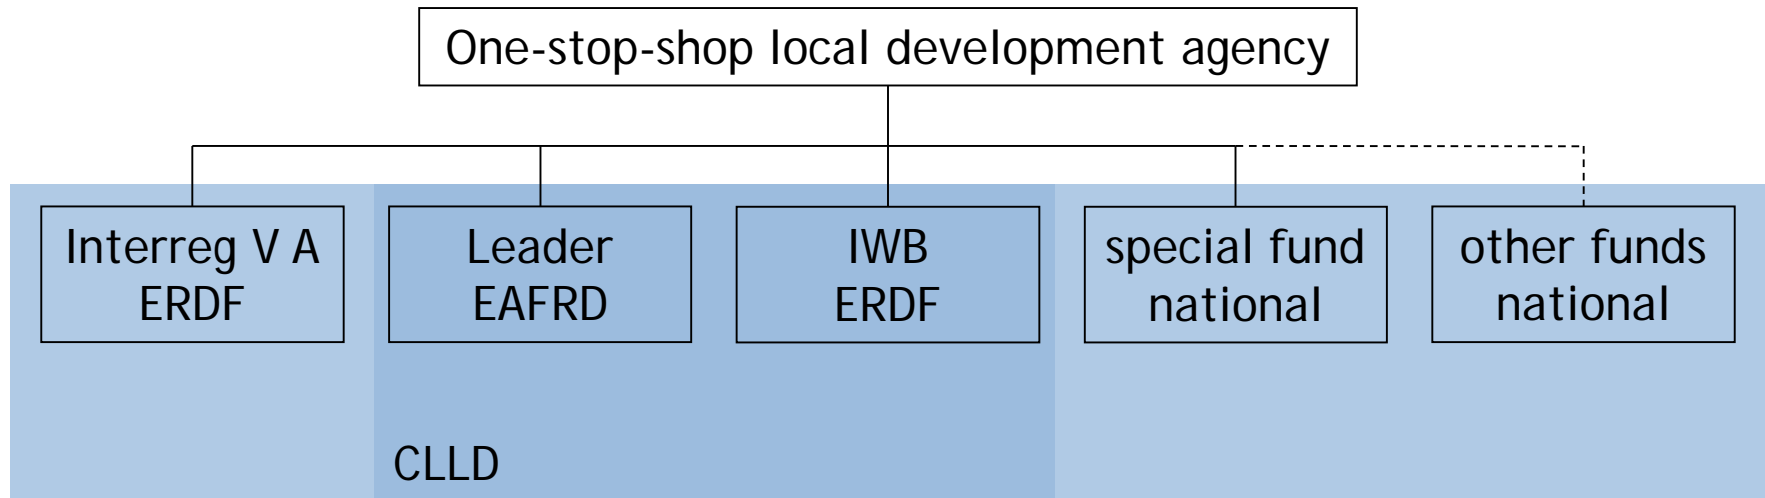 One-stop-shop local development agency
Interreg V A
ERDF
Leader
EAFRD
IWB
ERDF
special fund
national
other funds
national
CLLD